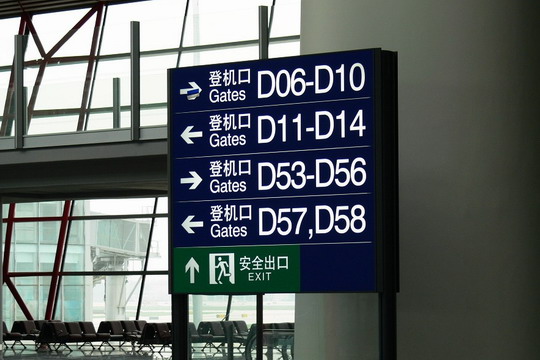 登机口 D06-D10
Gates
登机口 D11-D14
Gates
登机口 D53-D56
Gates
登机口 D57,D58
Gates
安全出口
EXIT